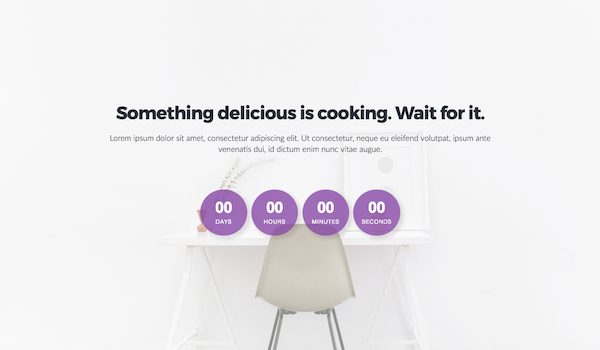 Something delicious is cooking. Wait for it.
Lorem ipsum dolor sit amet, consectetur adipiscing elit. Ut consectetur, neque eu eleifend volutpat, ipsum ante
venenatis dui, id dictum enim nunc vitae augue.
00 00 00 00
DAYS HOURS MINUTES SECONDS